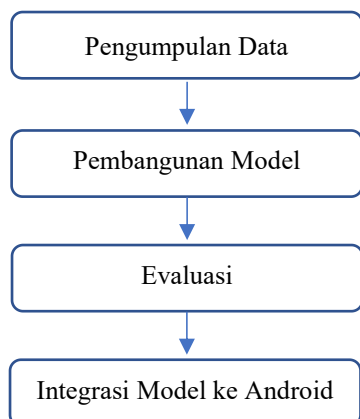 Pengumpulan Data
Pembangunan Model
Evaluasi
Integrasi Model ke Android